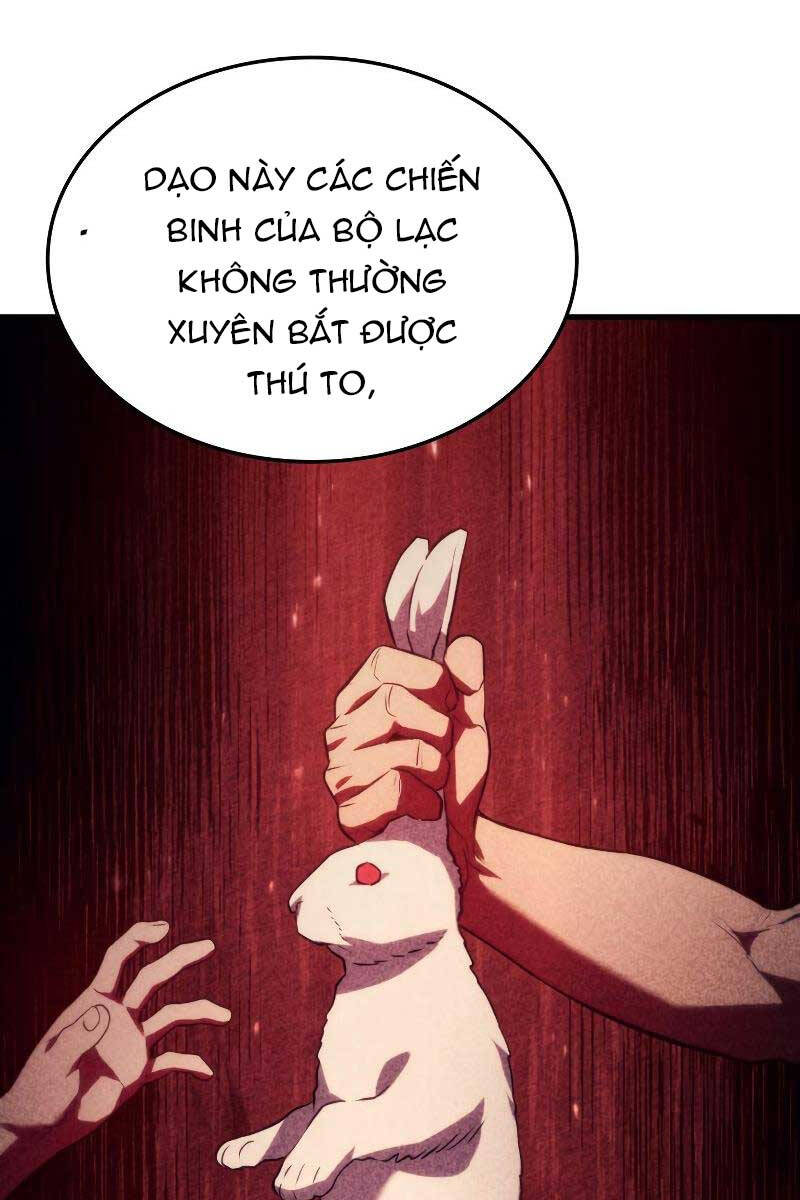 DẠO NÀY CÁC CHIẾN
BINH CỦA BỘ LẠC
KHÔNG THƯỜNG
XUYÊN BẮT ĐƯỢC
THÚ TO,